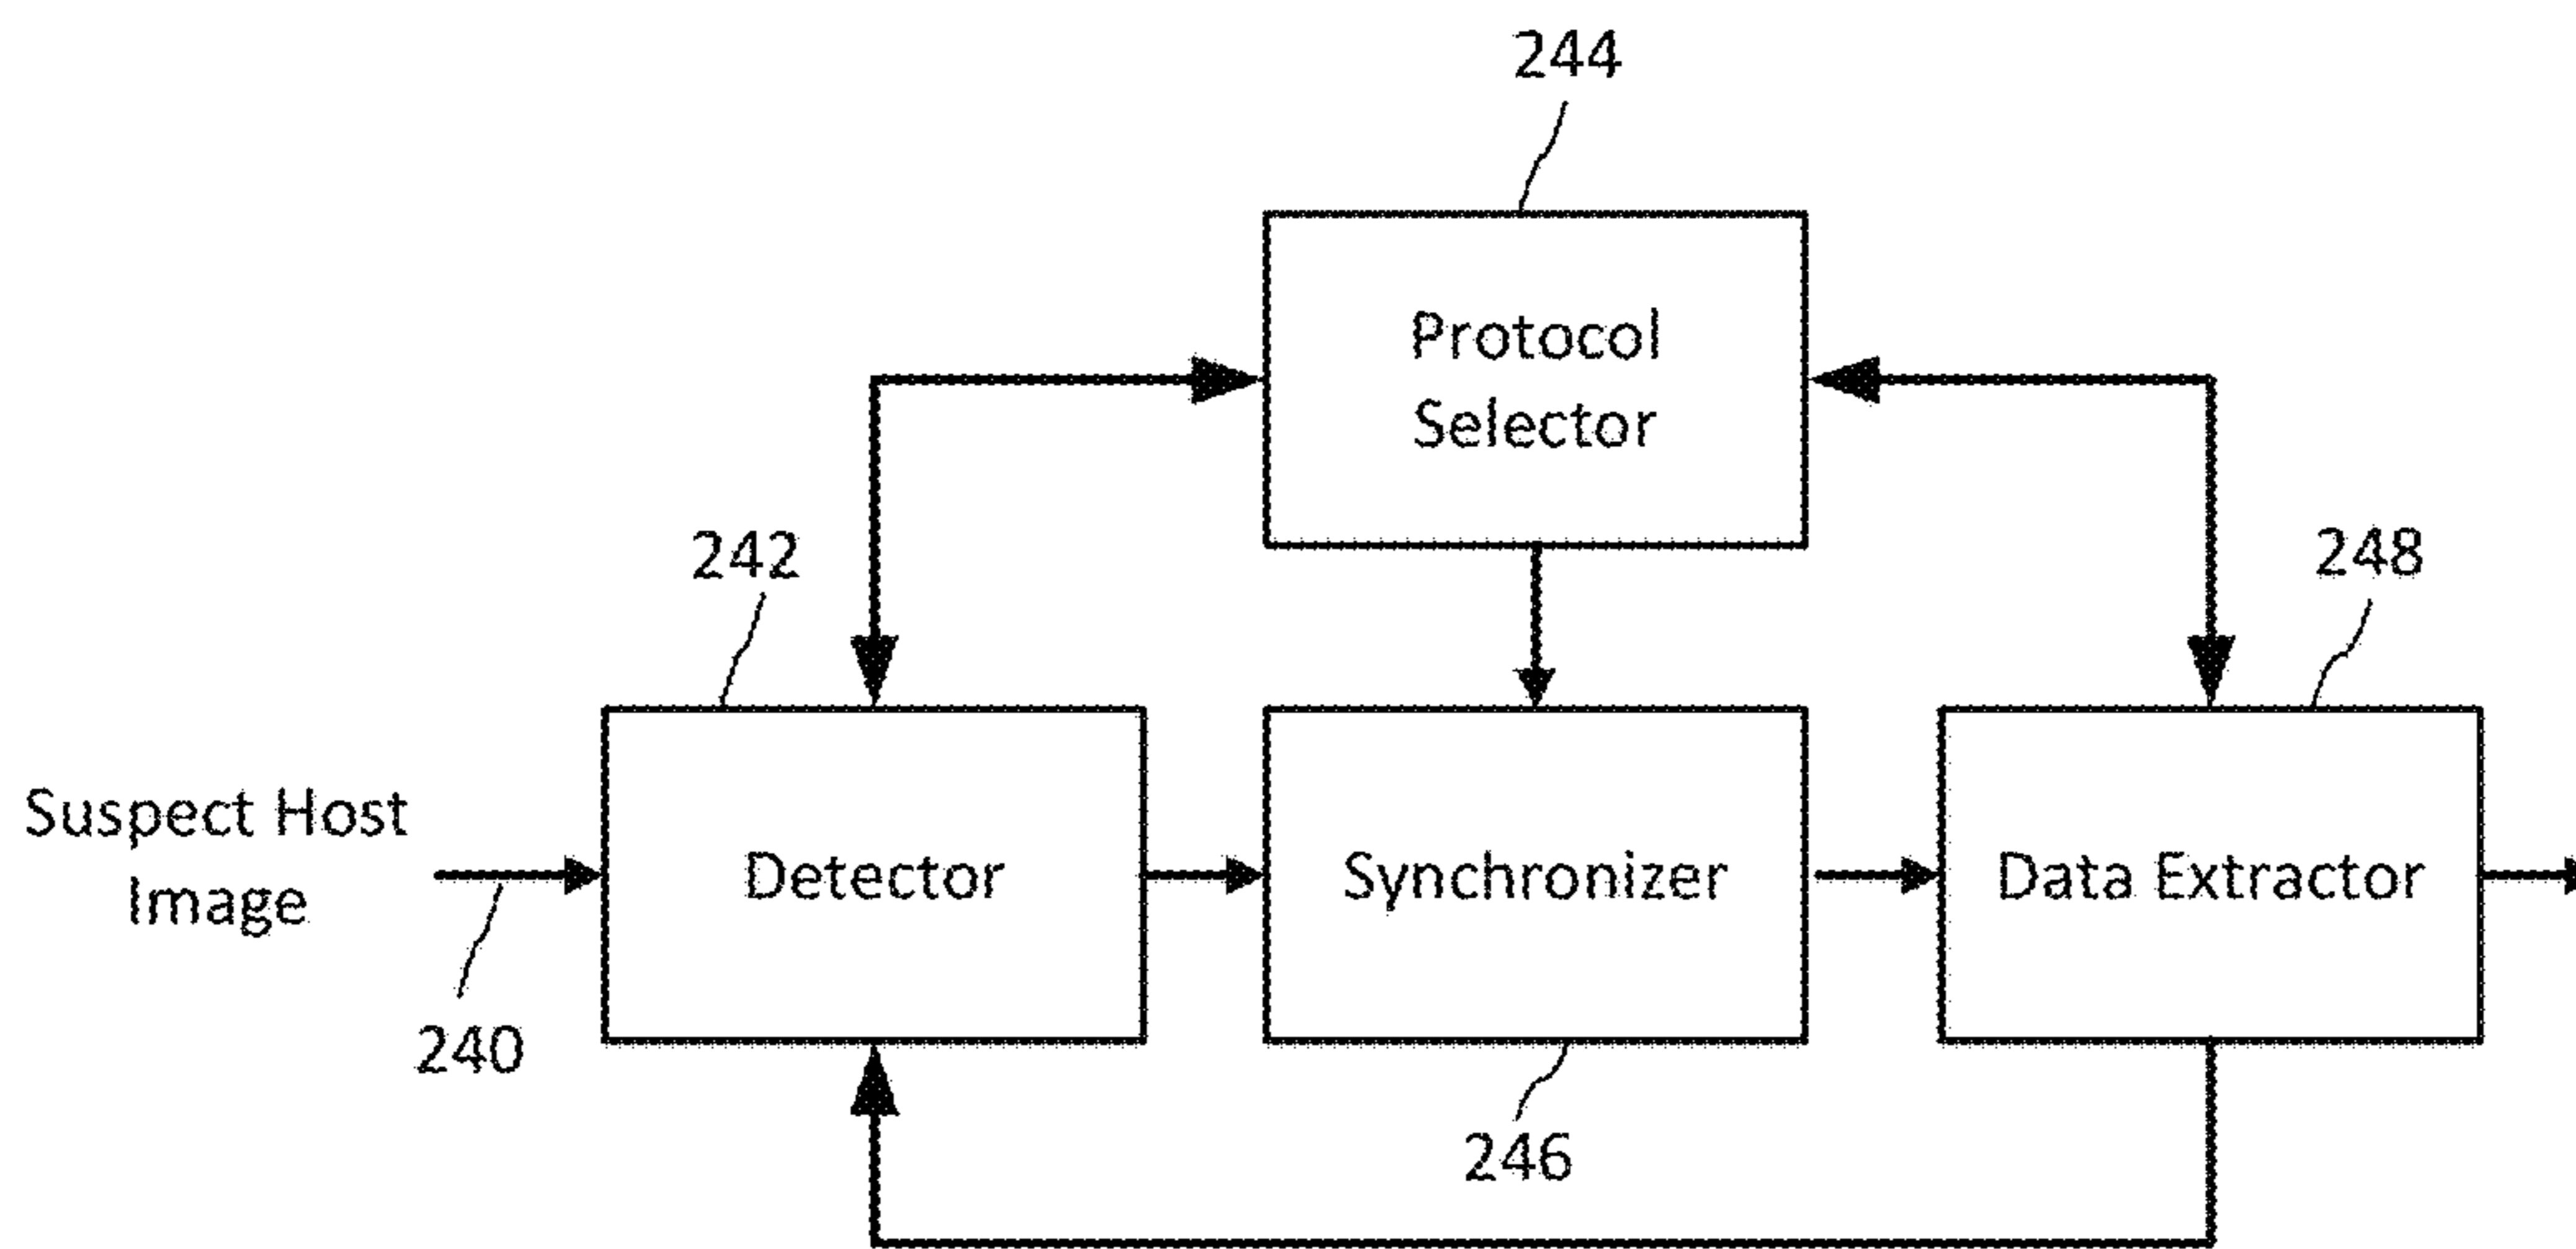 244
Protocol
Selector
242
248
Suspect Host
Image
Detector
Synchronizer
Data Extractor
240
246